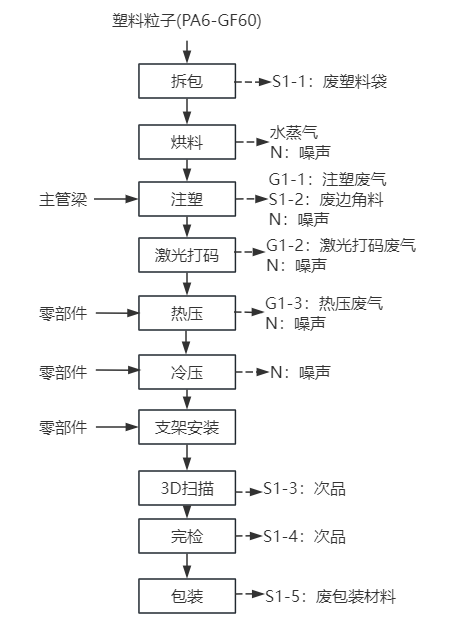 塑料粒子(PA6-GF60)
拆包
S1-1：废塑料袋
烘料
水蒸气
N：噪声
主管梁
注塑
G1-1：注塑废气
S1-2：废边角料
N：噪声
激光打码
G1-2：激光打码废气
N：噪声
零部件
热压
G1-3：热压废气
N：噪声
零部件
冷压
N：噪声
零部件
支架安装
3D扫描
S1-3：次品
完检
S1-4：次品
包装
S1-5：废包装材料